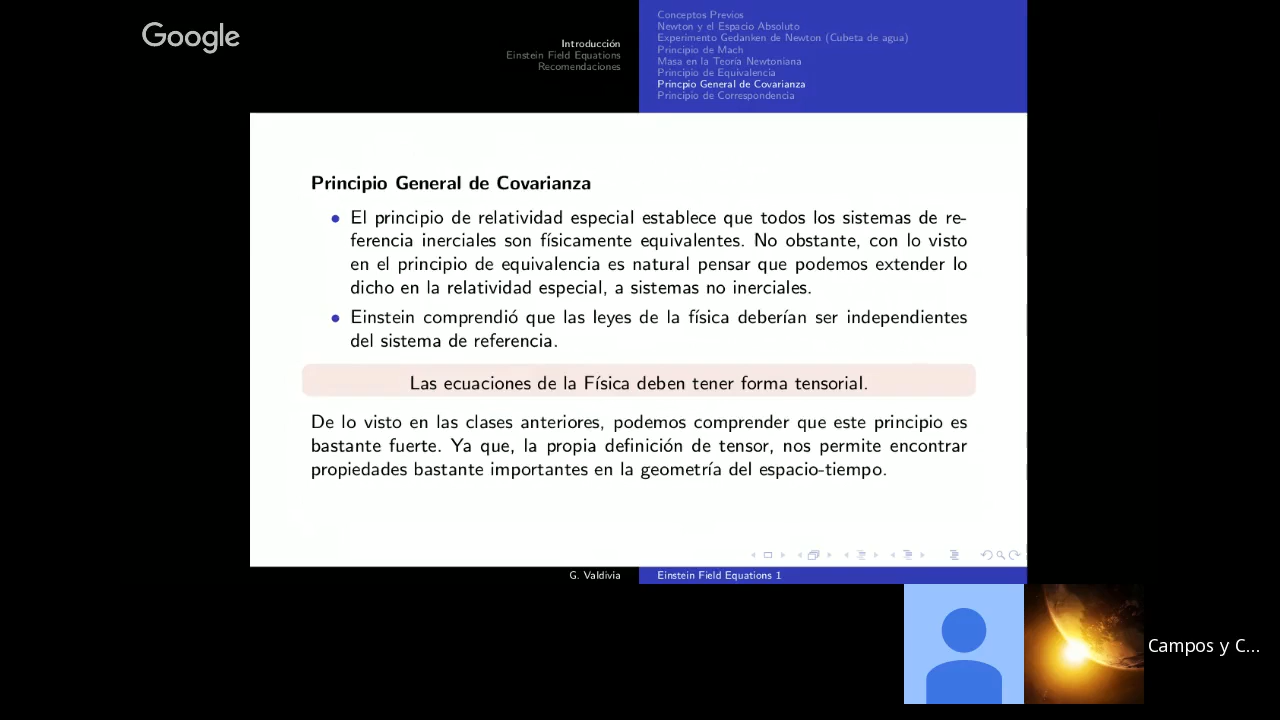 Google
Introducción
Einstein Field Equations
Recomendaciones
Conceptos Previos
Newton y el Espacio Absoluto
Experimento Gedanken de Newton (Cubeta de agua)
Principio de Mach
Masa en la Teoría Newtoniana
Principio de Equivalencia
Princpio General de Covarianza
Principio de Correspondencia
Principio General de Covarianza
El principio de relatividad especial establece que todos los sistemas de re-
ferencia inerciales son físicamente equivalentes. No obstante, con lo visto
en el principio de equivalencia es natural pensar que podemos extender lo
dicho en la relatividad especial, a sistemas no inerciales.
Einstein comprendió que las leyes de la física deberían ser independientes
del sistema de referencia.
Las ecuaciones de la Física deben tener forma tensorial.
De lo visto en las clases anteriores, podemos comprender que este principio es
bastante fuerte. Ya que, la propia definición de tensor, nos permite encontrar
propiedades bastante importantes en la geometría del espacio-tiempo.
G. Valdivia
Einstein Field Equations 1
Campos y C...